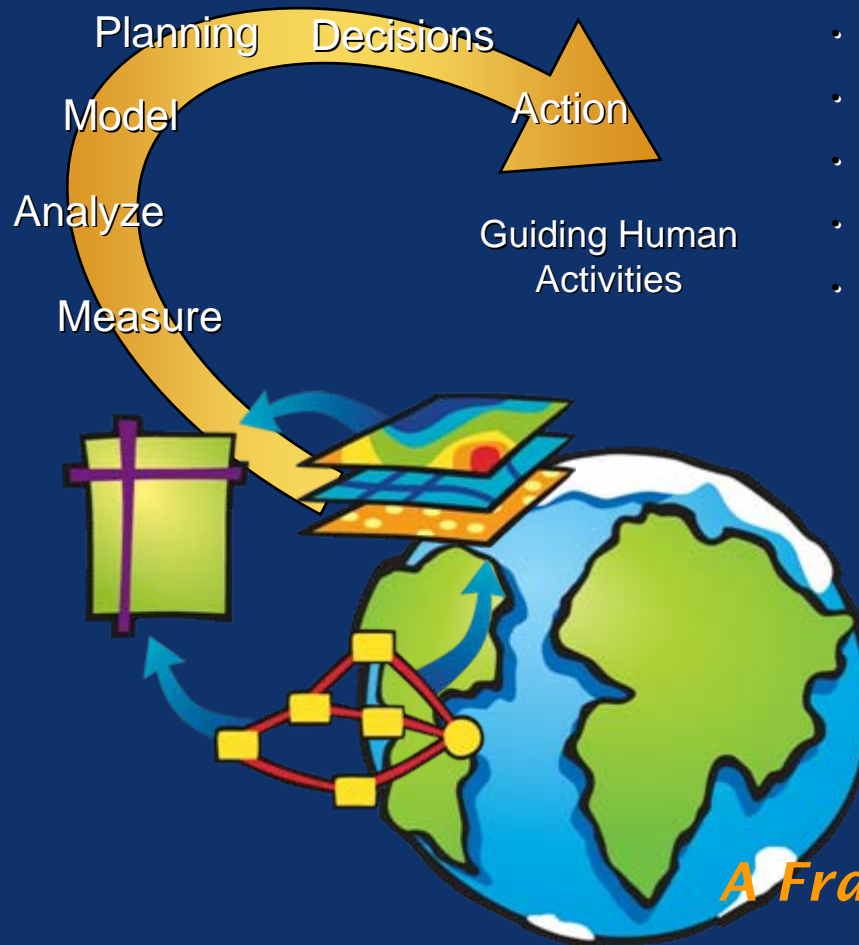 Planning Decisions
Model
Action
Analyze
Guiding Human
Activities
Measure
A